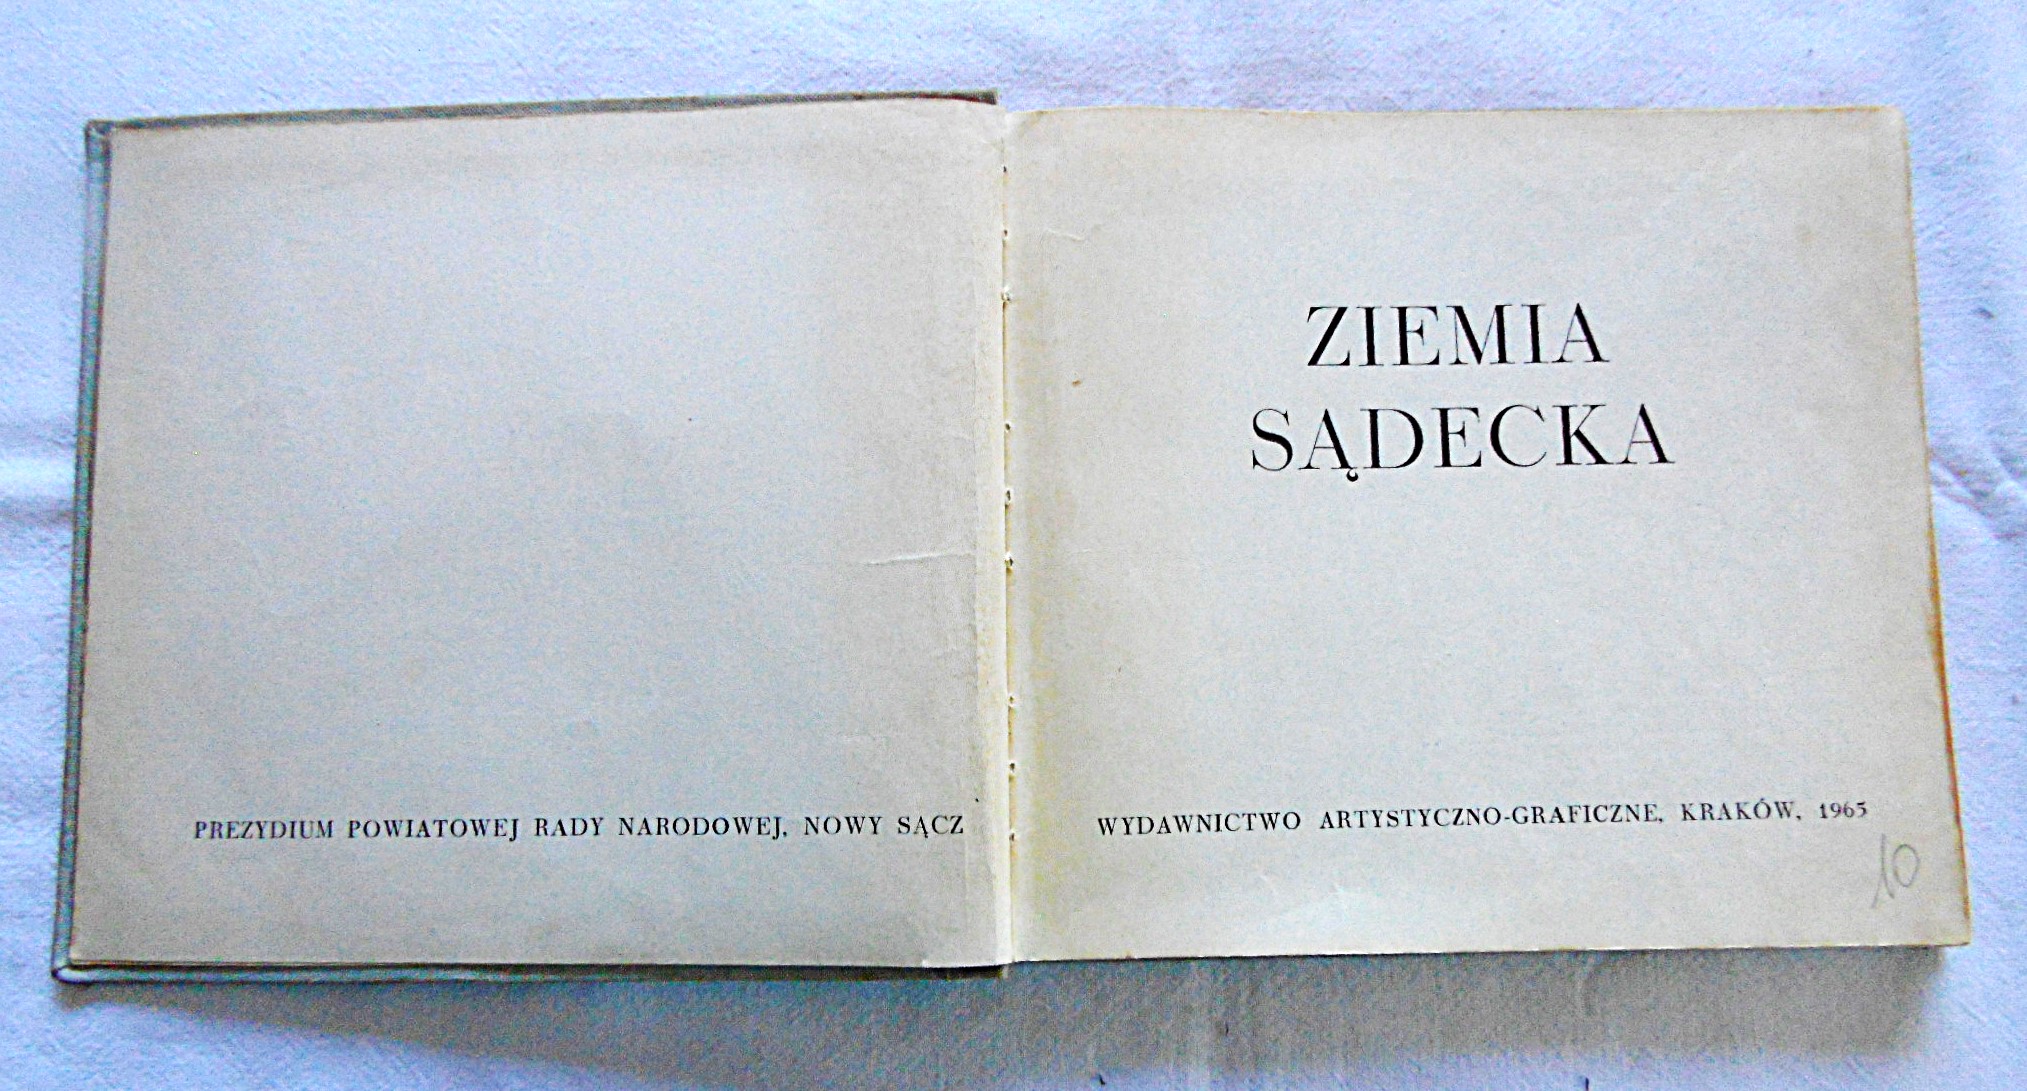 PREZYDIUM POWIATOWEJ RADY NARODOWEJ, NOWY SĄCZ
ZIEMIA
SĄDECKA
WYDAWNICTWO ARTYSTYCZNO-GRAFICZNE, KRAKÓW, 1965
10